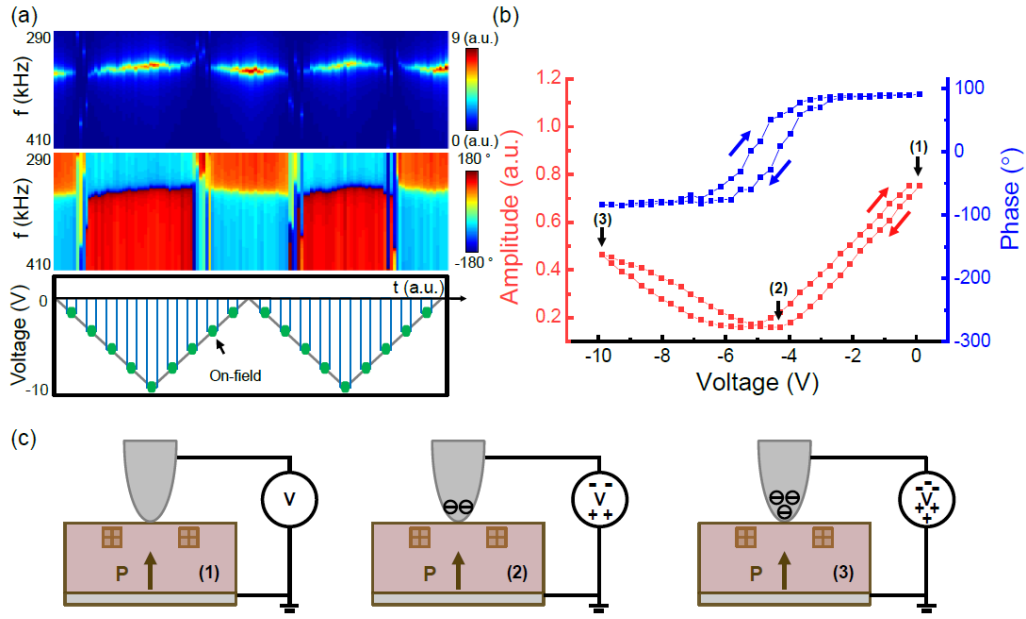 (a)
290
f (kHz)
410
9 (a.u.)
0 (a.u.)
290
f (kHz)
410
180 °
-180 °
Voltage (V)
0
-10
t (a.u.)
On-field
(b)
Amplitude (a.u.)
1.2
1.0
0.8
0.6
0.4
0.2
(1)
(2)
(3)
100
0
-100
-200
-300
Phase (°)
-10 -8 -6 -4 -2 0
Voltage (V)
(c)
V
P
(1)
- -
V
+ +
P
(2)
- - -
V
+ + +
P
(3)